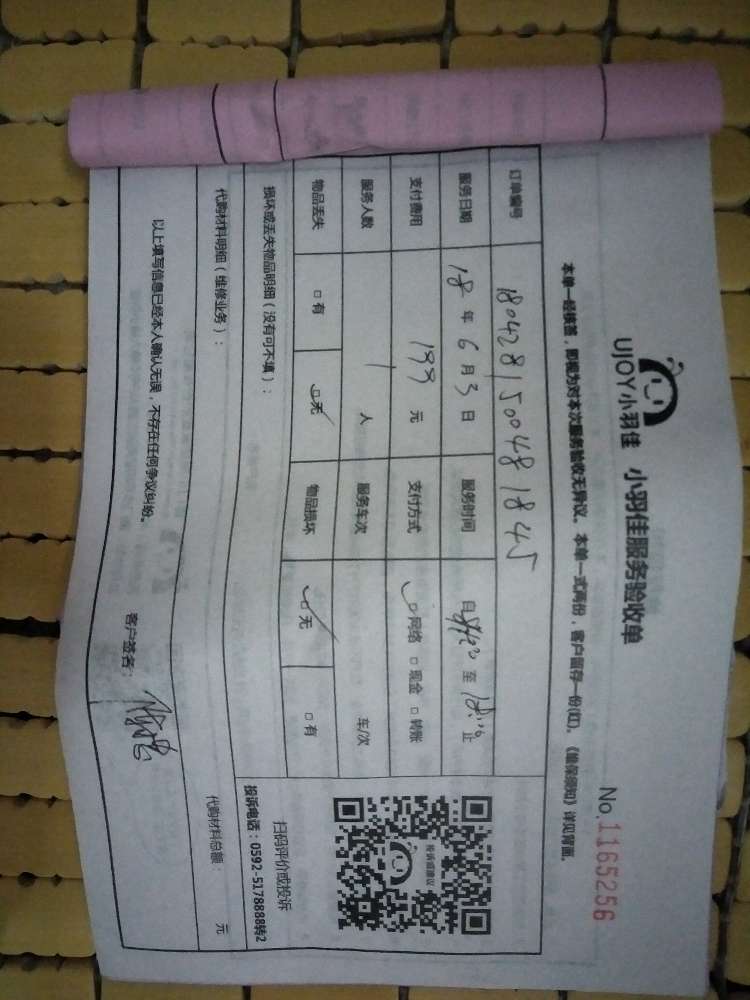 UJOY小羽佳 小羽佳服务验收单
No.1165256
本单一经核查，即视为对本次服务验收无异议。本单一式两份，客户留存一份(红)。《维保须知》详见背面。
订单编号 180428150048 1845
服务日期 18 年 6 月 3 日 服务时间 自 至 止
支付费用 199 元 支付方式 网络 □现金 □转账
服务人数 1 人 服务车次 车/次
物品丢失 □有 □无 物品损坏 □无 □有
投诉或建议
扫码评价或投诉
投诉电话：0592-5178888转2
损坏或丢失物品明细（没有可不填）：
代购材料明细（维修业务）： 代购材料总额： 元
以上填写信息已经本人确认无误，不存在任何争议纠纷。 客户签名：